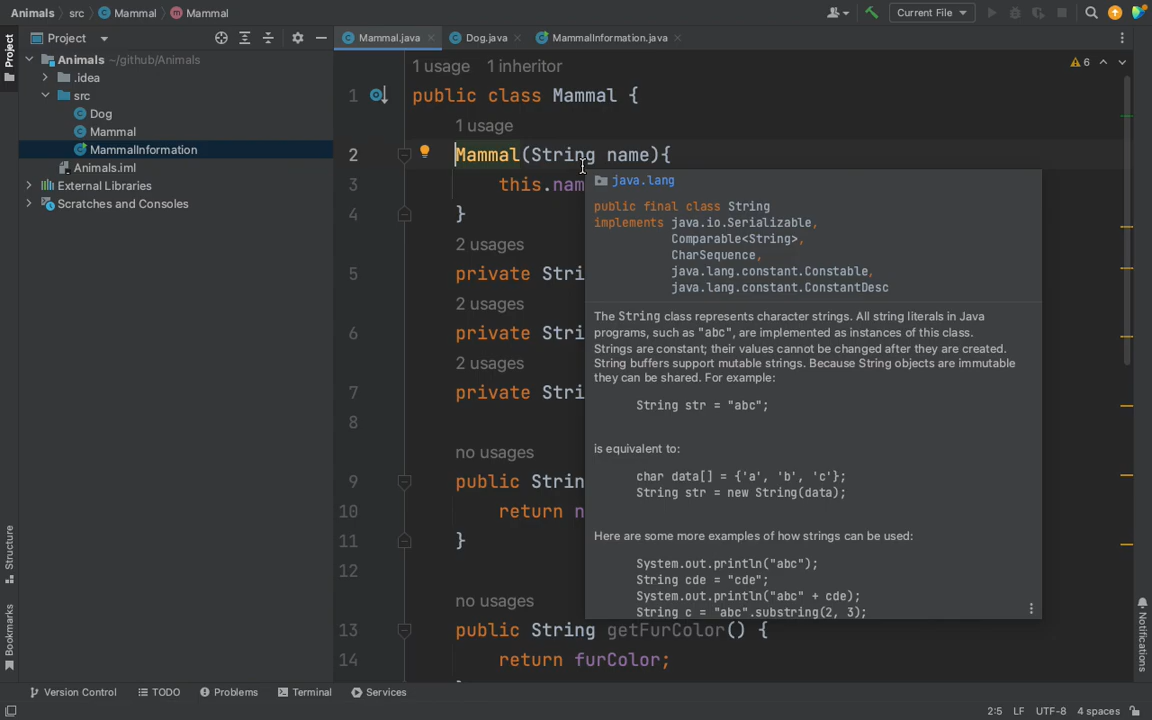 Animals src Mammal Mammal Current File
Project Mammal.java Dog.java MammalInformation.java
Project
Animals ~/github/Animals
.idea
src
Dog
Mammal
MammalInformation
Animals.iml
External Libraries
Scratches and Consoles
Structure
Bookmarks
1 usage 1 inheritor
6
1 public class Mammal {
1 usage
2 Mammal(String name){
3 this.nam
4 }
2 usages
5 private Stri
2 usages
6 private Stri
2 usages
7 private Stri
8
no usages
9 public String
10 return n
11 }
12
no usages
13 public String getFurColor() {
14 return furColor;
java.lang
public final class String
implements java.io.Serializable,
Comparable<String>,
CharSequence,
java.lang.constant.Constable,
java.lang.constant.ConstantDesc
The String class represents character strings. All string literals in Java
programs, such as "abc", are implemented as instances of this class.
Strings are constant; their values cannot be changed after they are created.
String buffers support mutable strings. Because String objects are immutable
they can be shared. For example:
String str = "abc";
is equivalent to:
char data[] = {'a', 'b', 'c'};
String str = new String(data);
Here are some more examples of how strings can be used:
System.out.println("abc");
String cde = "cde";
System.out.println("abc" + cde);
String c = "abc".substring(2, 3);
Notifications
Version Control TODO Problems Terminal Services
2:5 LF UTF-8 4 spaces